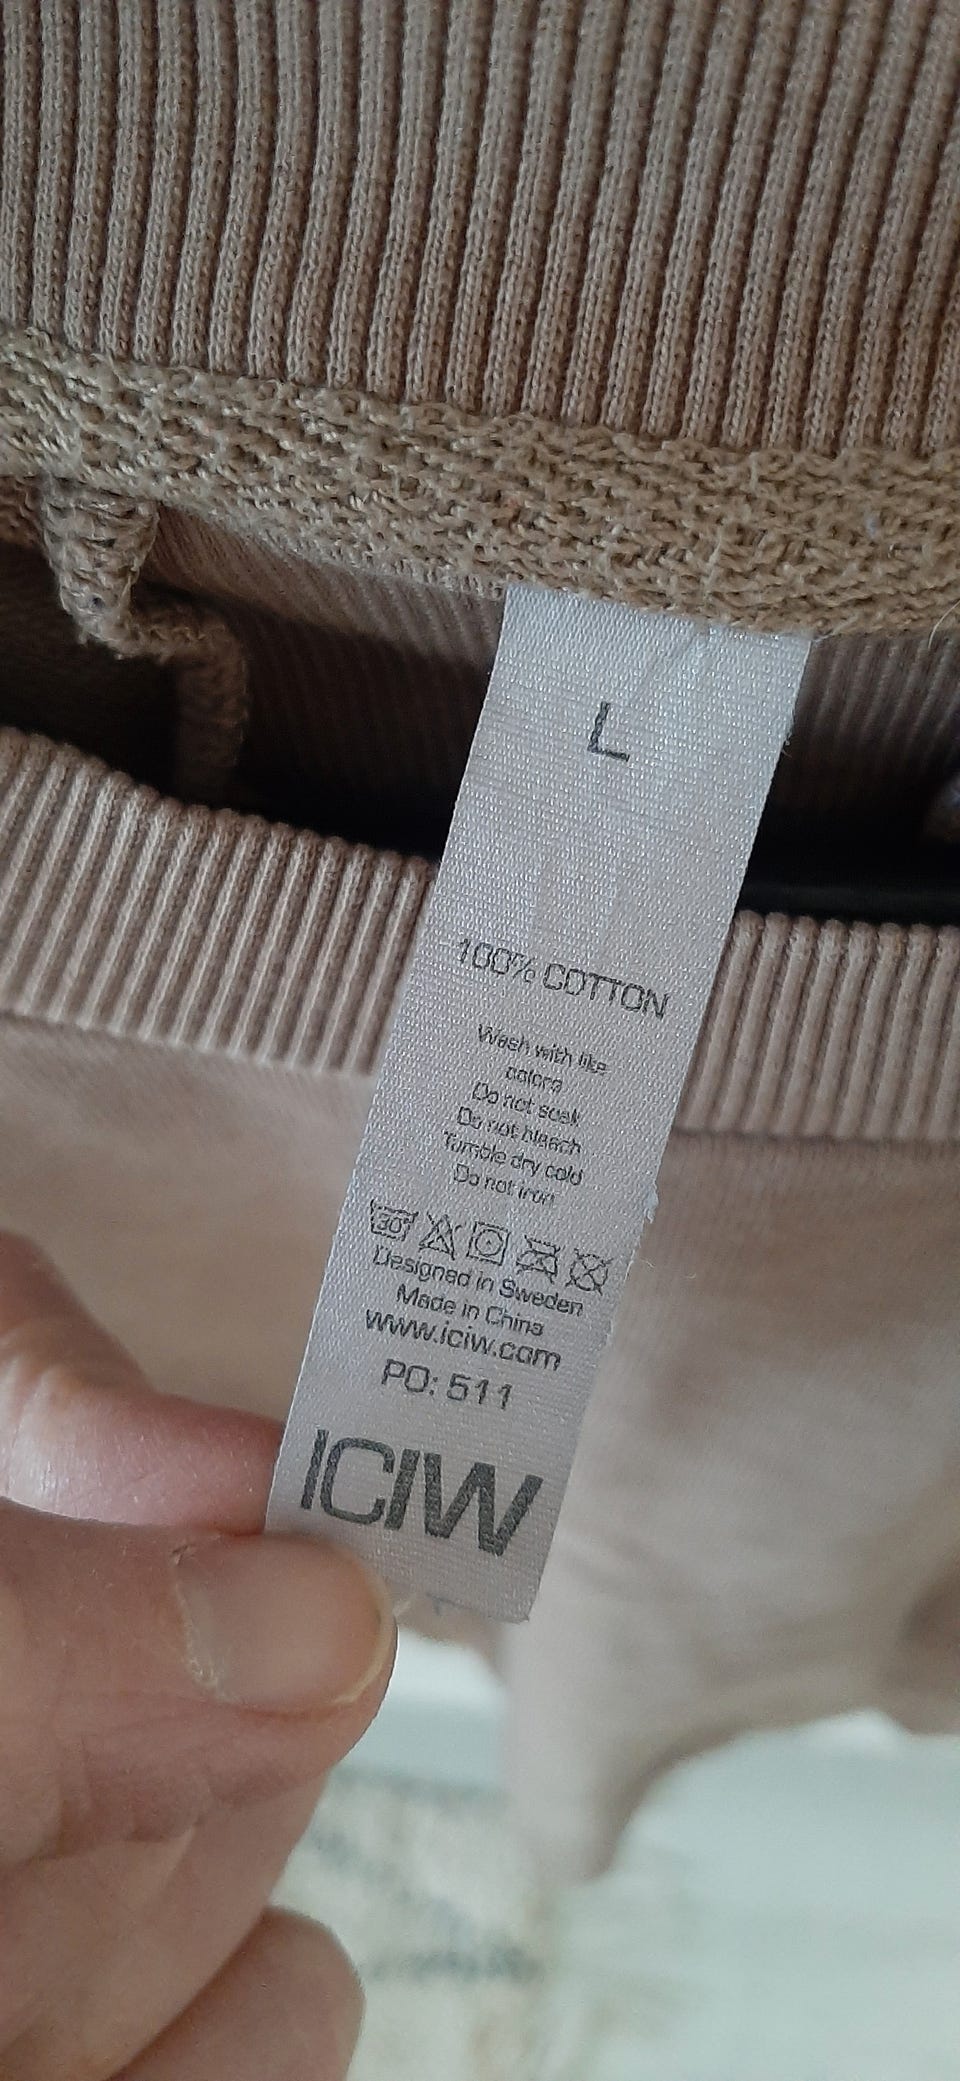 L
100% COTTON
Wash with like
colors
Do not soak
Do not bleach
Tumble dry cold
Do not iron
30°
Designed in Sweden
Made in China
www.iciw.com
PO: 511
ICIW